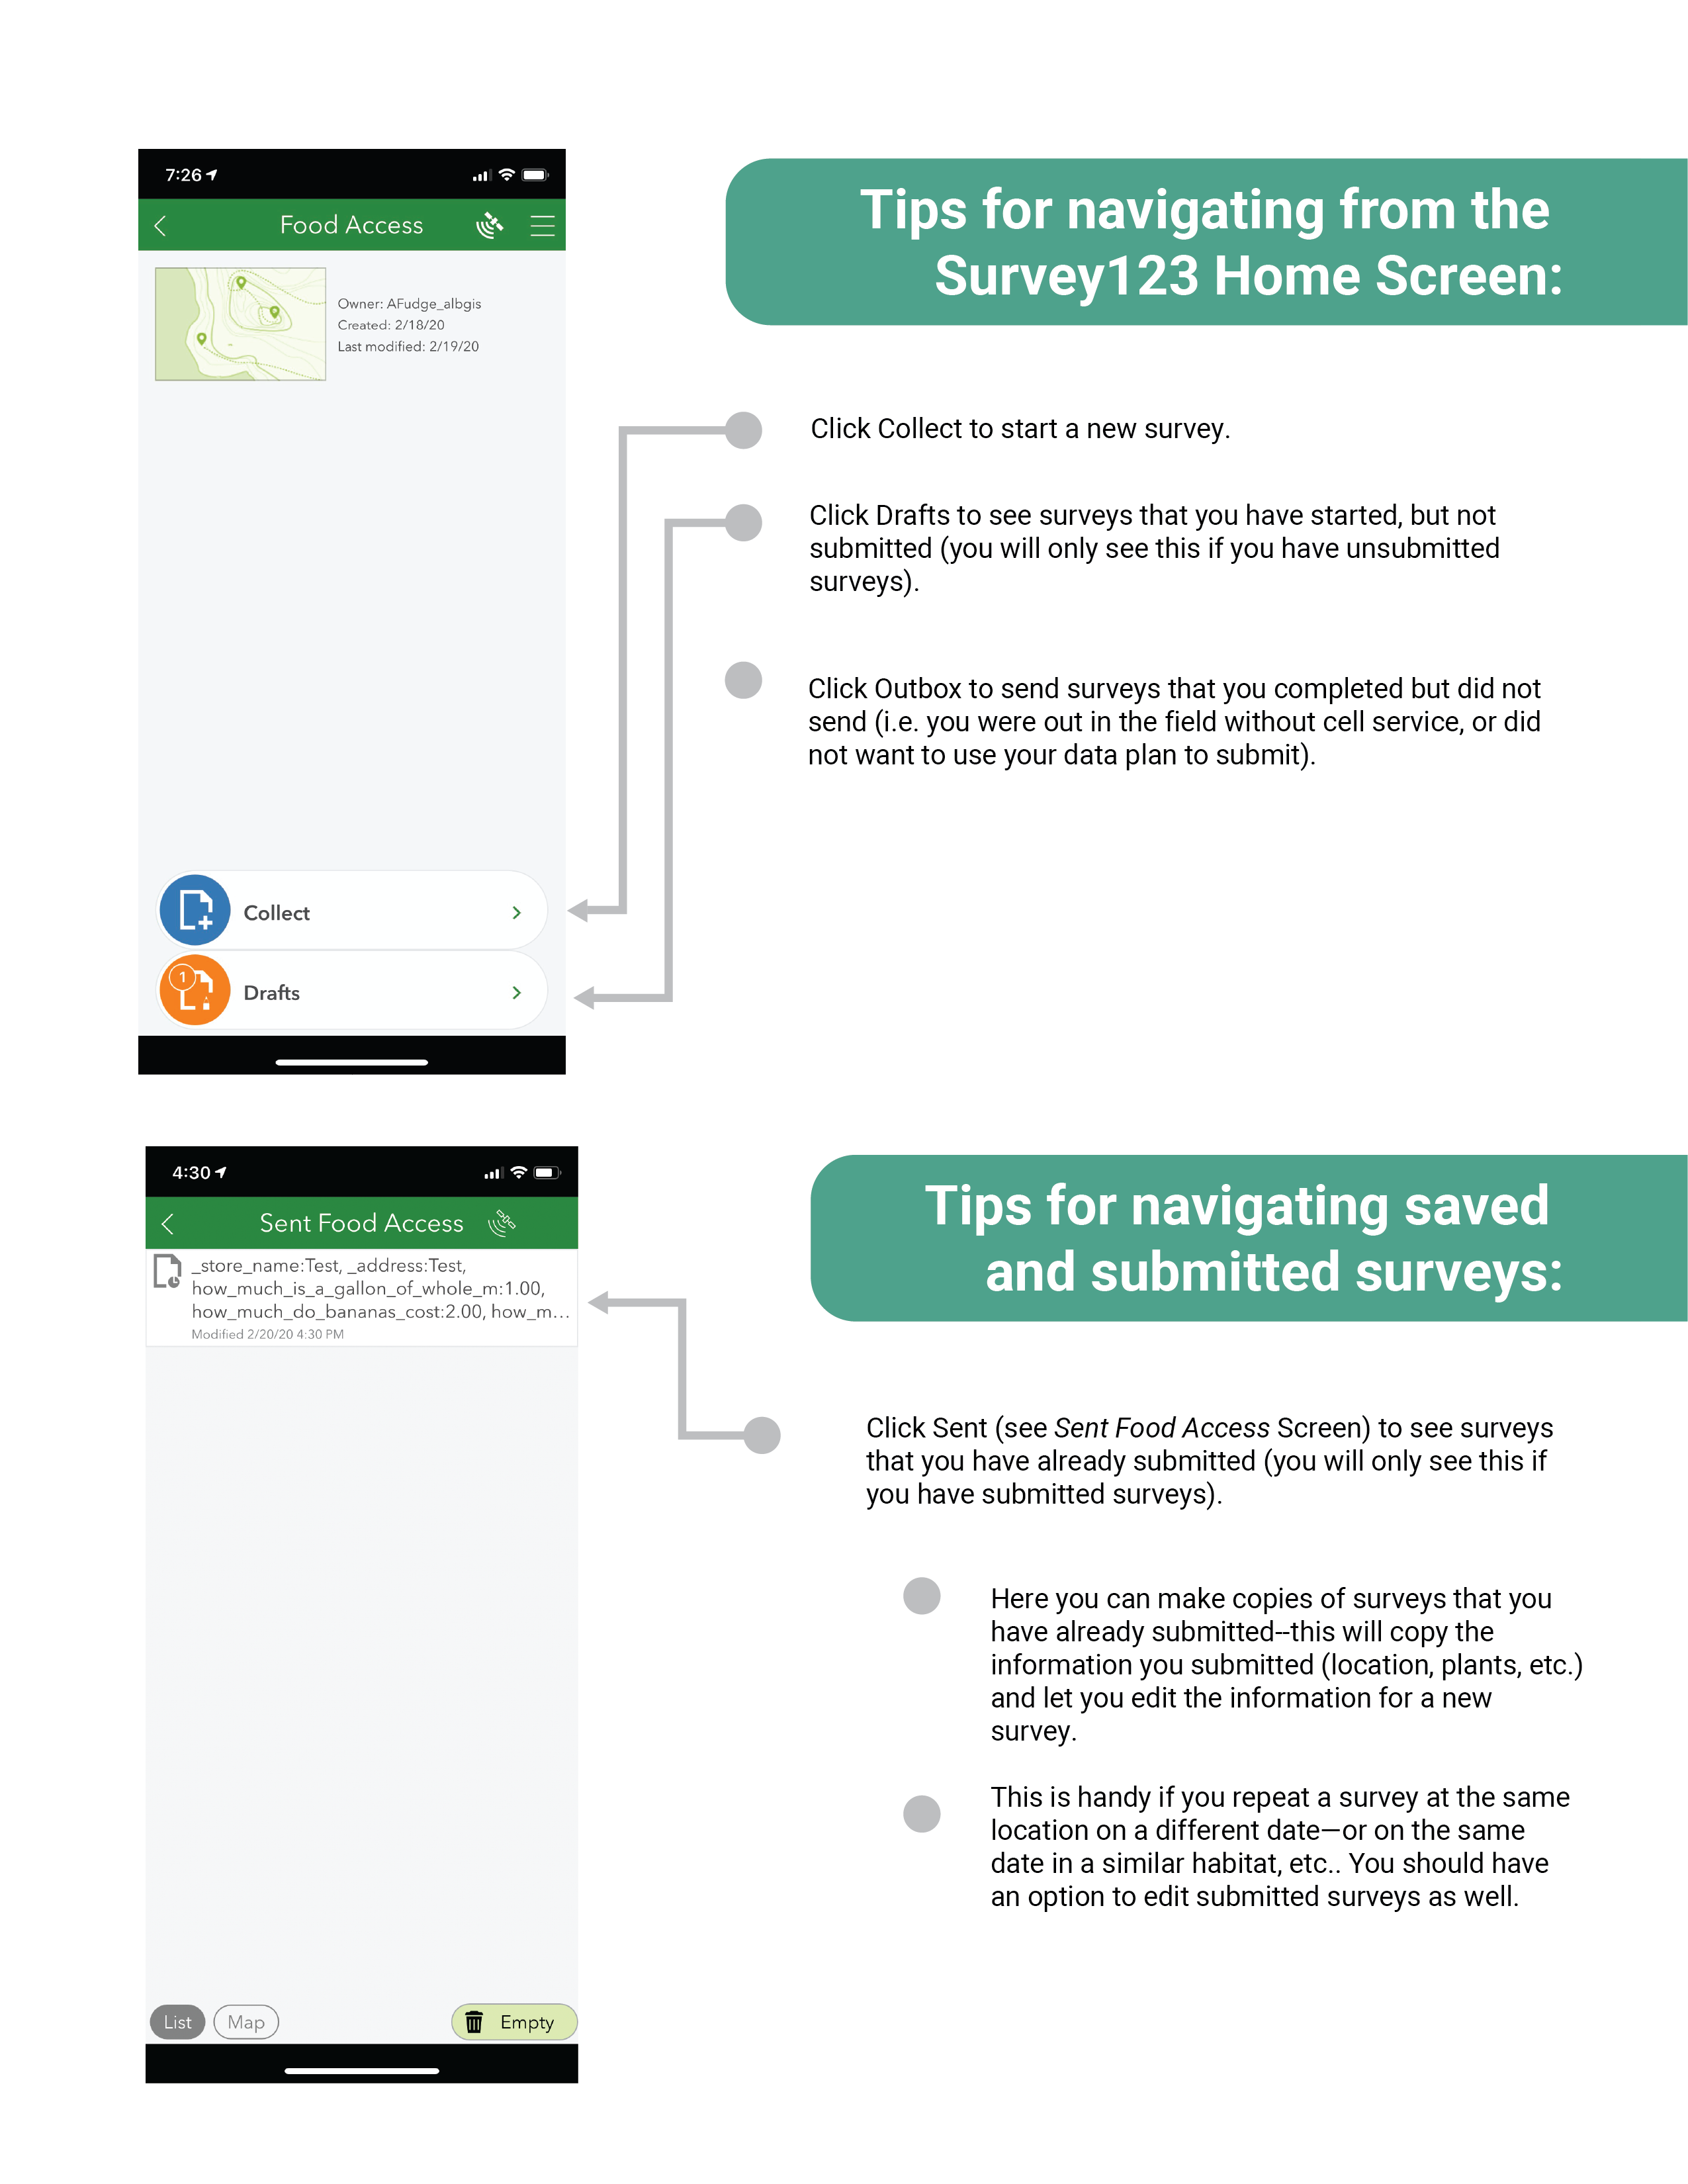 7:26
Food Access
Owner: AFudge_albgis
Created: 2/18/20
Last modified: 2/19/20
Collect
1
Drafts
Tips for navigating from the
Survey123 Home Screen:
Click Collect to start a new survey.
Click Drafts to see surveys that you have started, but not
submitted (you will only see this if you have unsubmitted
surveys).
Click Outbox to send surveys that you completed but did not
send (i.e. you were out in the field without cell service, or did
not want to use your data plan to submit).
4:30
Sent Food Access
_store_name:Test, _address:Test,
how_much_is_a_gallon_of_whole_m:1.00,
how_much_do_bananas_cost:2.00, how_m...
Modified 2/20/20 4:30 PM
List
Map
Empty
Tips for navigating saved
and submitted surveys:
Click Sent (see Sent Food Access Screen) to see surveys
that you have already submitted (you will only see this if
you have submitted surveys).
Here you can make copies of surveys that you
have already submitted--this will copy the
information you submitted (location, plants, etc.)
and let you edit the information for a new
survey.
This is handy if you repeat a survey at the same
location on a different date—or on the same
date in a similar habitat, etc.. You should have
an option to edit submitted surveys as well.